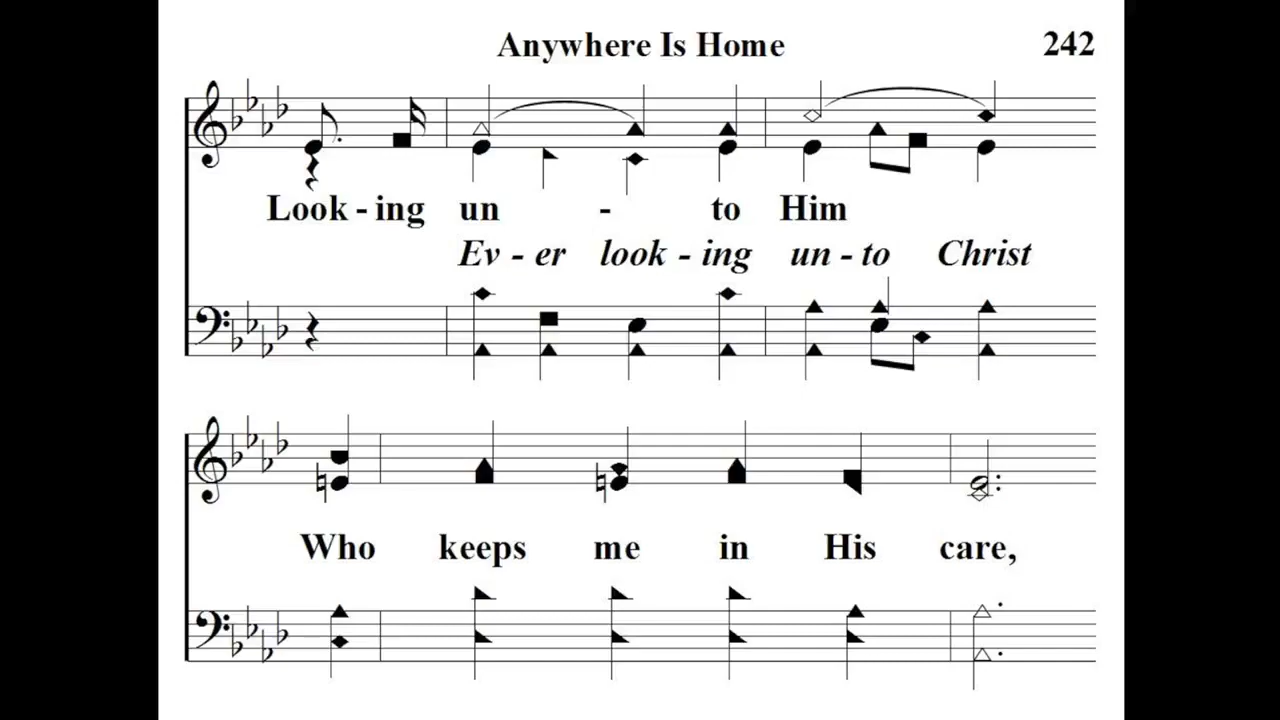 Anywhere Is Home 242
Look - ing un - to Him
Ev - er look - ing un - to Christ
Who keeps me in His care,